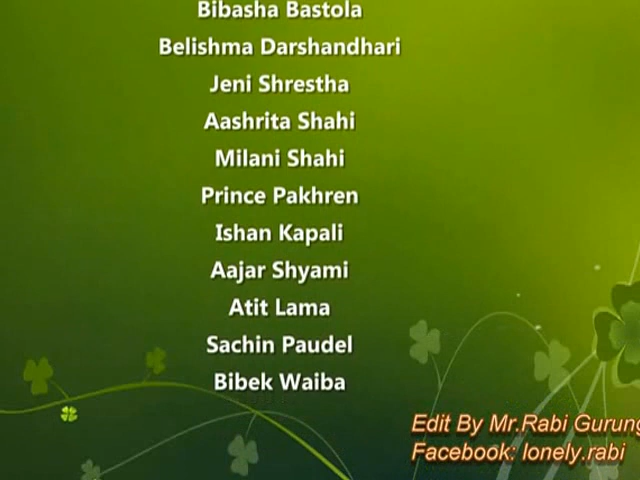 Bibasha Bastola
Belishma Darshandhari
Jeni Shrestha
Aashrita Shahi
Milani Shahi
Prince Pakhren
Ishan Kapali
Aajar Shyami
Atit Lama
Sachin Paudel
Bibek Waiba
Edit By Mr.Rabi Gurung
Facebook: lonely.rabi